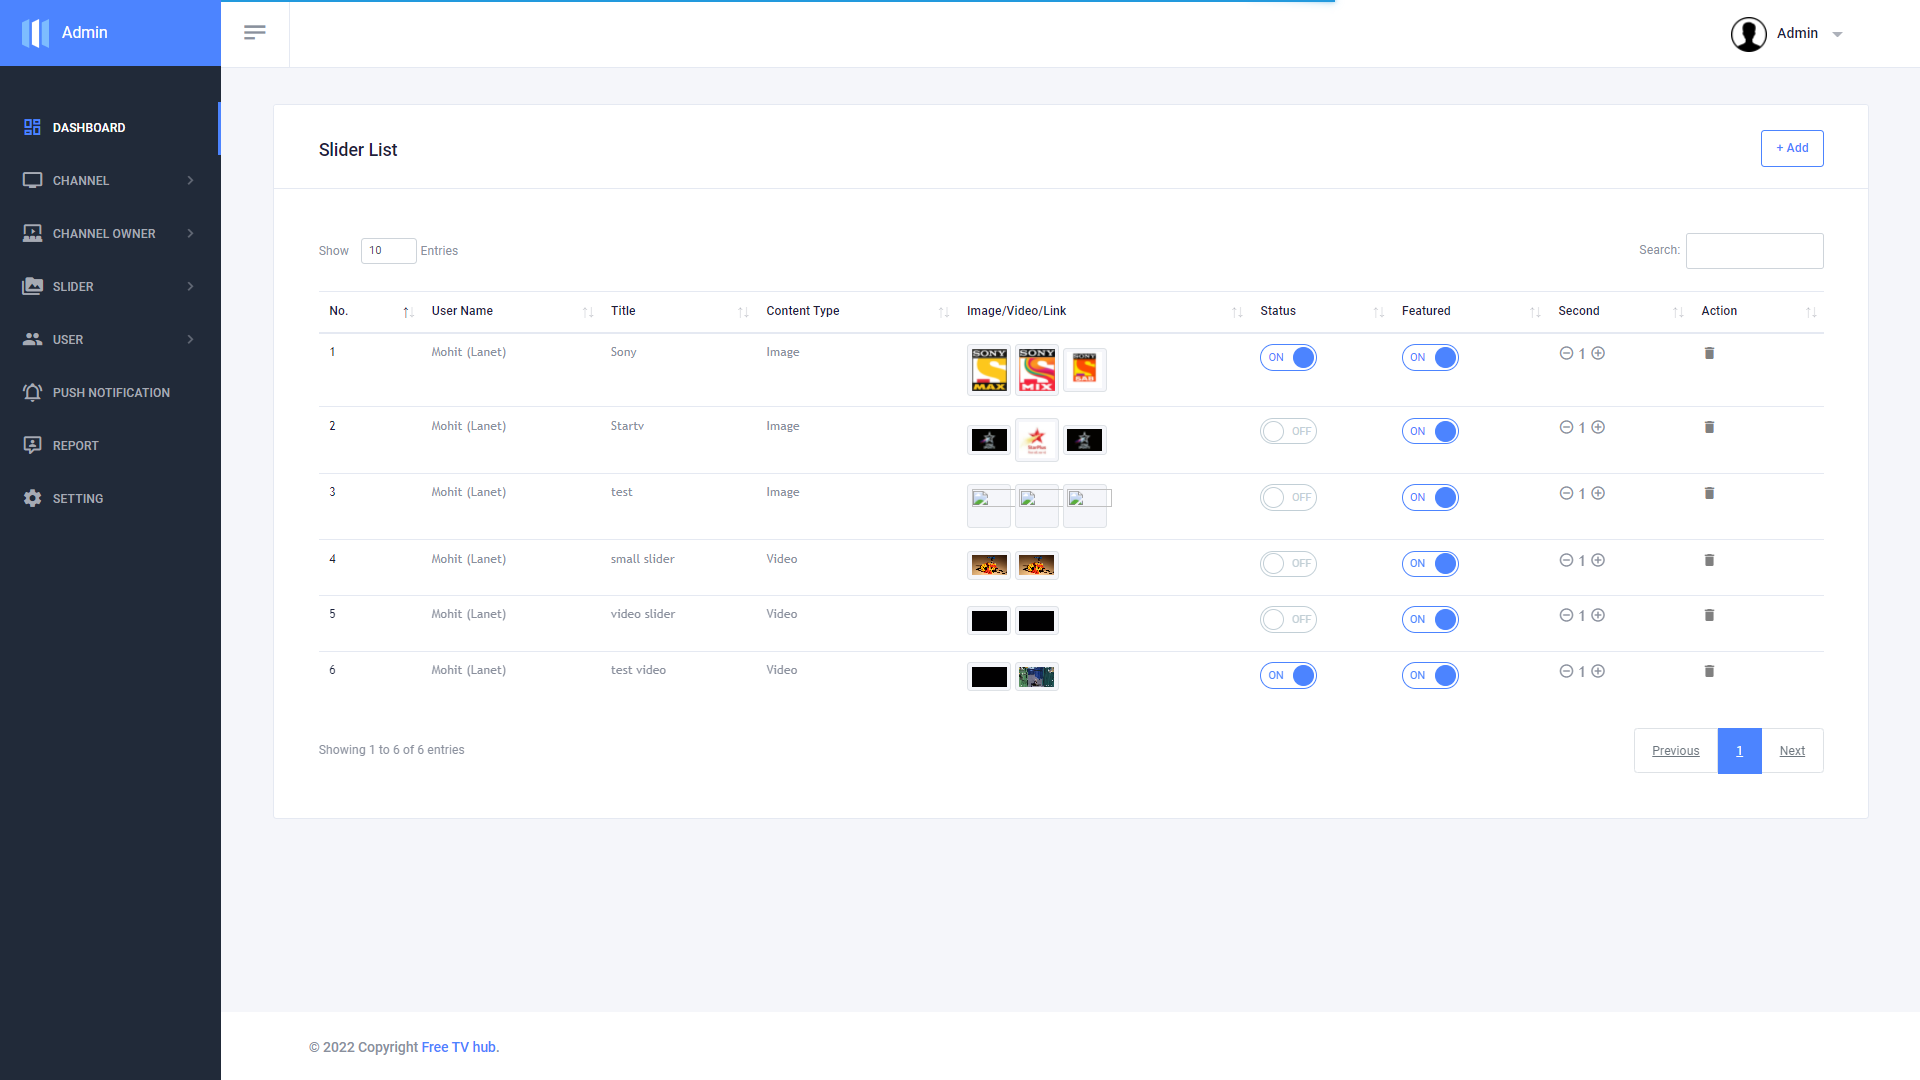 Admin
Admin
DASHBOARD
CHANNEL
CHANNEL OWNER
SLIDER
USER
PUSH NOTIFICATION
REPORT
SETTING
Slider List
+ Add
Show 10 Entries
Search:
No. User Name Title Content Type Image/Video/Link Status Featured Second Action
1 Mohit (Lanet) Sony Image SONY MAX SONY MIX SONY SAB ON ON 1
2 Mohit (Lanet) Startv Image OFF ON 1
3 Mohit (Lanet) test Image OFF ON 1
4 Mohit (Lanet) small slider Video OFF ON 1
5 Mohit (Lanet) video slider Video OFF ON 1
6 Mohit (Lanet) test video Video ON ON 1
Showing 1 to 6 of 6 entries
Previous 1 Next
© 2022 Copyright Free TV hub.